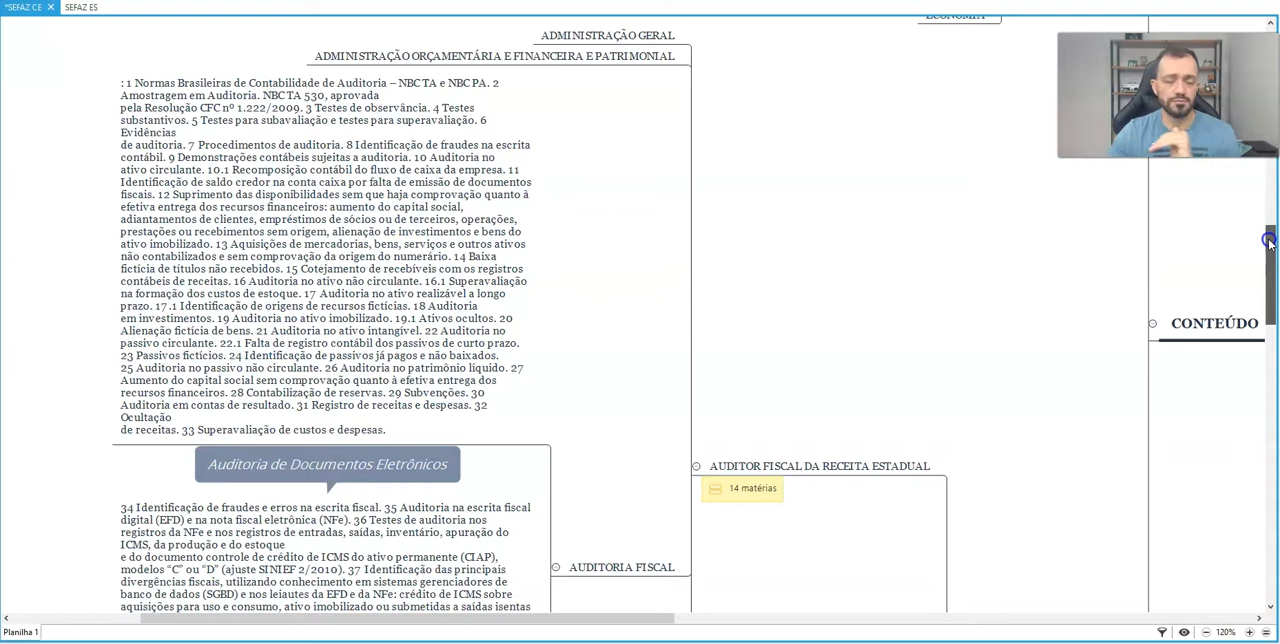 *SEFAZ CE
SEFAZ ES
ECONOMIA
ADMINISTRAÇÃO GERAL
ADMINISTRAÇÃO ORÇAMENTÁRIA E FINANCEIRA E PATRIMONIAL
: 1 Normas Brasileiras de Contabilidade de Auditoria – NBC TA e NBC PA. 2
Amostragem em Auditoria. NBC TA 530, aprovada
pela Resolução CFC nº 1.222/2009. 3 Testes de observância. 4 Testes
substantivos. 5 Testes para subavaliação e testes para superavaliação. 6
Evidências
de auditoria. 7 Procedimentos de auditoria. 8 Identificação de fraudes na escrita
contábil. 9 Demonstrações contábeis sujeitas a auditoria. 10 Auditoria no
ativo circulante. 10.1 Recomposição contábil do fluxo de caixa da empresa. 11
Identificação de saldo credor na conta caixa por falta de emissão de documentos
fiscais. 12 Suprimento das disponibilidades sem que haja comprovação quanto à
efetiva entrega dos recursos financeiros: aumento do capital social,
adiantamentos de clientes, empréstimos de sócios ou de terceiros, operações,
prestações ou recebimentos sem origem, alienação de investimentos e bens do
ativo imobilizado. 13 Aquisições de mercadorias, bens, serviços e outros ativos
não contabilizados e sem comprovação da origem do numerário. 14 Baixa
fictícia de títulos não recebidos. 15 Cotejamento de recebíveis com os registros
contábeis de receitas. 16 Auditoria no ativo não circulante. 16.1 Superavaliação
na formação dos custos de estoque. 17 Auditoria no ativo realizável a longo
prazo. 17.1 Identificação de origens de recursos fictícias. 18 Auditoria
em investimentos. 19 Auditoria no ativo imobilizado. 19.1 Ativos ocultos. 20
Alienação fictícia de bens. 21 Auditoria no ativo intangível. 22 Auditoria no
passivo circulante. 22.1 Falta de registro contábil dos passivos de curto prazo.
23 Passivos fictícios. 24 Identificação de passivos já pagos e não baixados.
25 Auditoria no passivo não circulante. 26 Auditoria no patrimônio líquido. 27
Aumento do capital social sem comprovação quanto à efetiva entrega dos
recursos financeiros. 28 Contabilização de reservas. 29 Subvenções. 30
Auditoria em contas de resultado. 31 Registro de receitas e despesas. 32
Ocultação
de receitas. 33 Superavaliação de custos e despesas.
Auditoria de Documentos Eletrônicos
34 Identificação de fraudes e erros na escrita fiscal. 35 Auditoria na escrita fiscal
digital (EFD) e na nota fiscal eletrônica (NFe). 36 Testes de auditoria nos
registros da NFe e nos registros de entradas, saídas, inventário, apuração do
ICMS, da produção e do estoque
e do documento controle de crédito de ICMS do ativo permanente (CIAP),
modelos “C” ou “D” (ajuste SINIEF 2/2010). 37 Identificação das principais
divergências fiscais, utilizando conhecimento em sistemas gerenciadores de
banco de dados (SGBD) e nos leiautes da EFD e da NFe: crédito de ICMS sobre
aquisições para uso e consumo, ativo imobilizado ou submetidas a saídas isentas
AUDITORIA FISCAL
AUDITOR FISCAL DA RECEITA ESTADUAL
14 matérias
CONTEÚDO
Planilha 1
120%